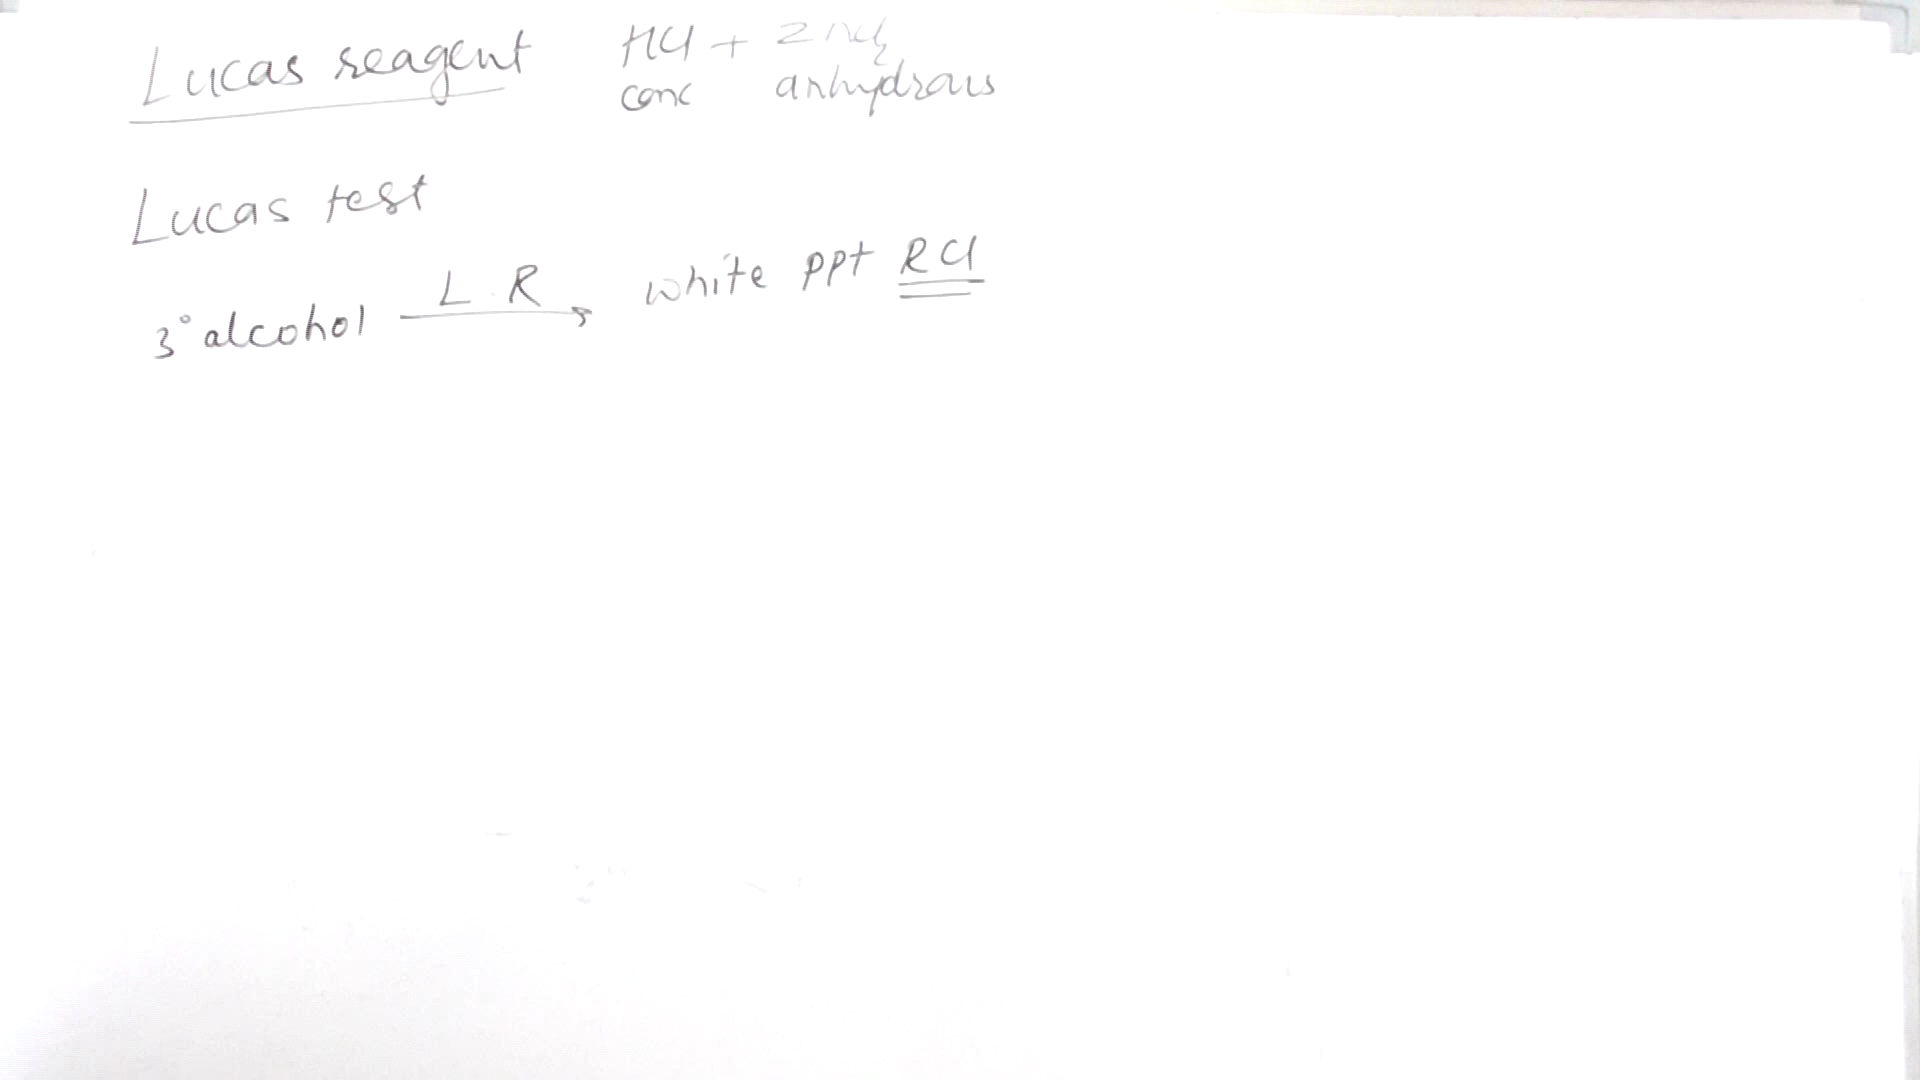 Lucas reagent HCl + ZnCl2
conc anhydrous
Lucas test
3° alcohol L.R → white ppt RCl